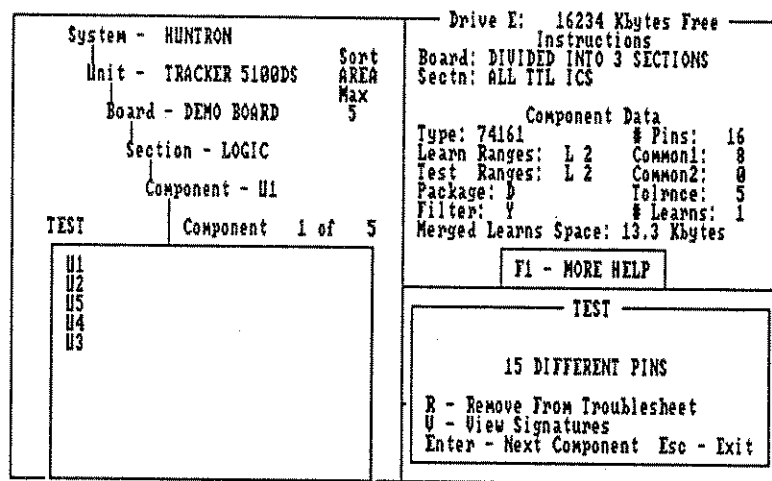 System - HUNTRON
Unit - TRACKER 5100DS
Board - DEMO BOARD
Section - LOGIC
Component - U1
Sort
AREA
Max
5
TEST
Component 1 of 5
U1
U2
U5
U4
U3
Drive E: 16234 Kbytes Free
Instructions
Board: DIVIDED INTO 3 SECTIONS
Sectn: ALL TTL ICS
Component Data
Type: 74161 # Pins: 16
Learn Ranges: L 2 Common1: 8
Test Ranges: L 2 Common2: 0
Package: D Tolrnce: 5
Filter: Y # Learns: 1
Merged Learns Space: 13.3 Kbytes
F1 - MORE HELP
TEST
15 DIFFERENT PINS
R - Remove From Troublesheet
V - View Signatures
Enter - Next Component Esc - Exit